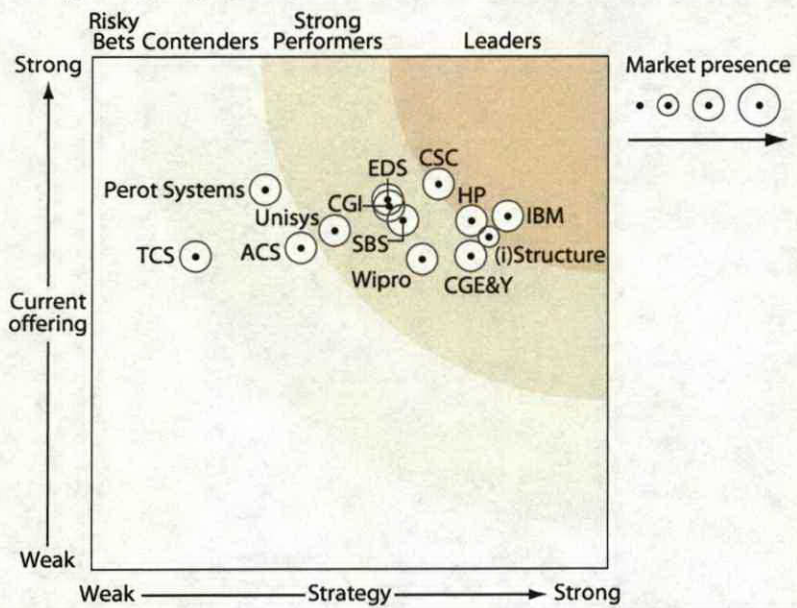 Risky
Bets
Contenders
Strong
Performers
Leaders
Strong
Market presence
EDS
CSC
Perot Systems
CGI
HP
Unisys
IBM
SBS
TCS
ACS
(i)Structure
Wipro
CGE&Y
Current
offering
Weak
Weak
Strategy
Strong